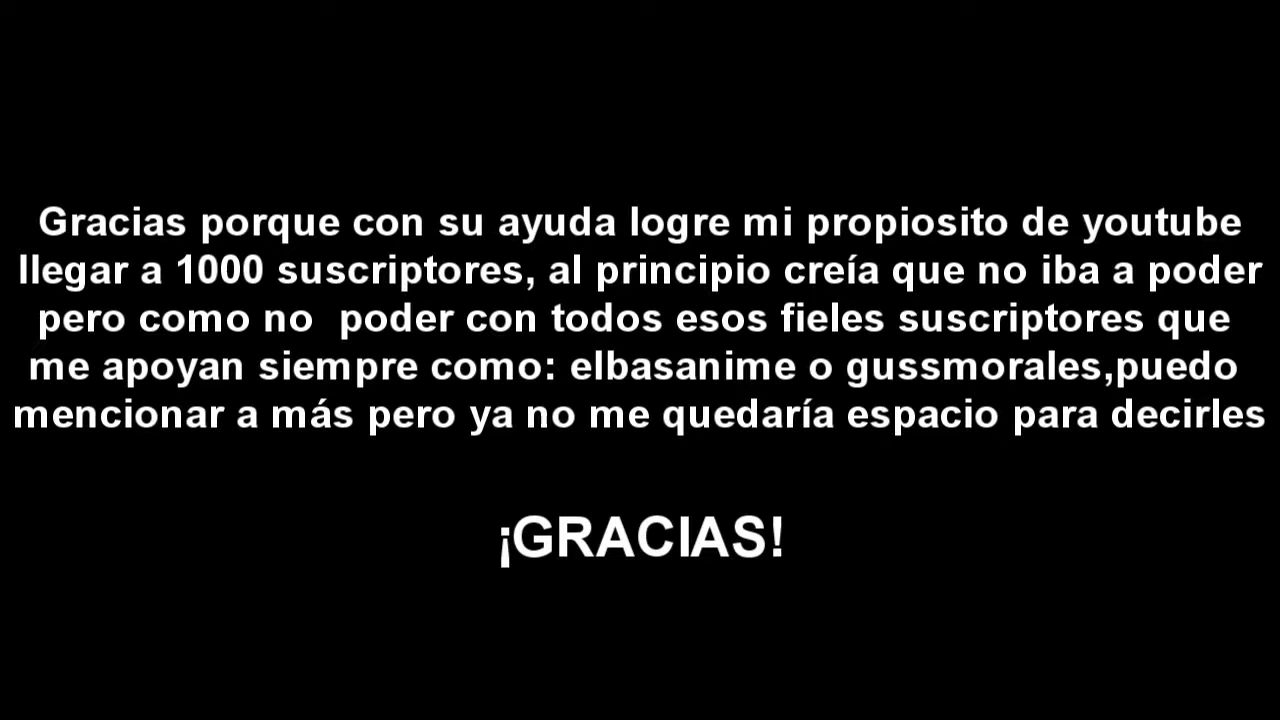 Gracias porque con su ayuda logre mi propiosito de youtube
llegar a 1000 suscriptores, al principio creía que no iba a poder
pero como no  poder con todos esos fieles suscriptores que
me apoyan siempre como: elbasanime o gussmorales,puedo
mencionar a más pero ya no me quedaría espacio para decirles
¡GRACIAS!